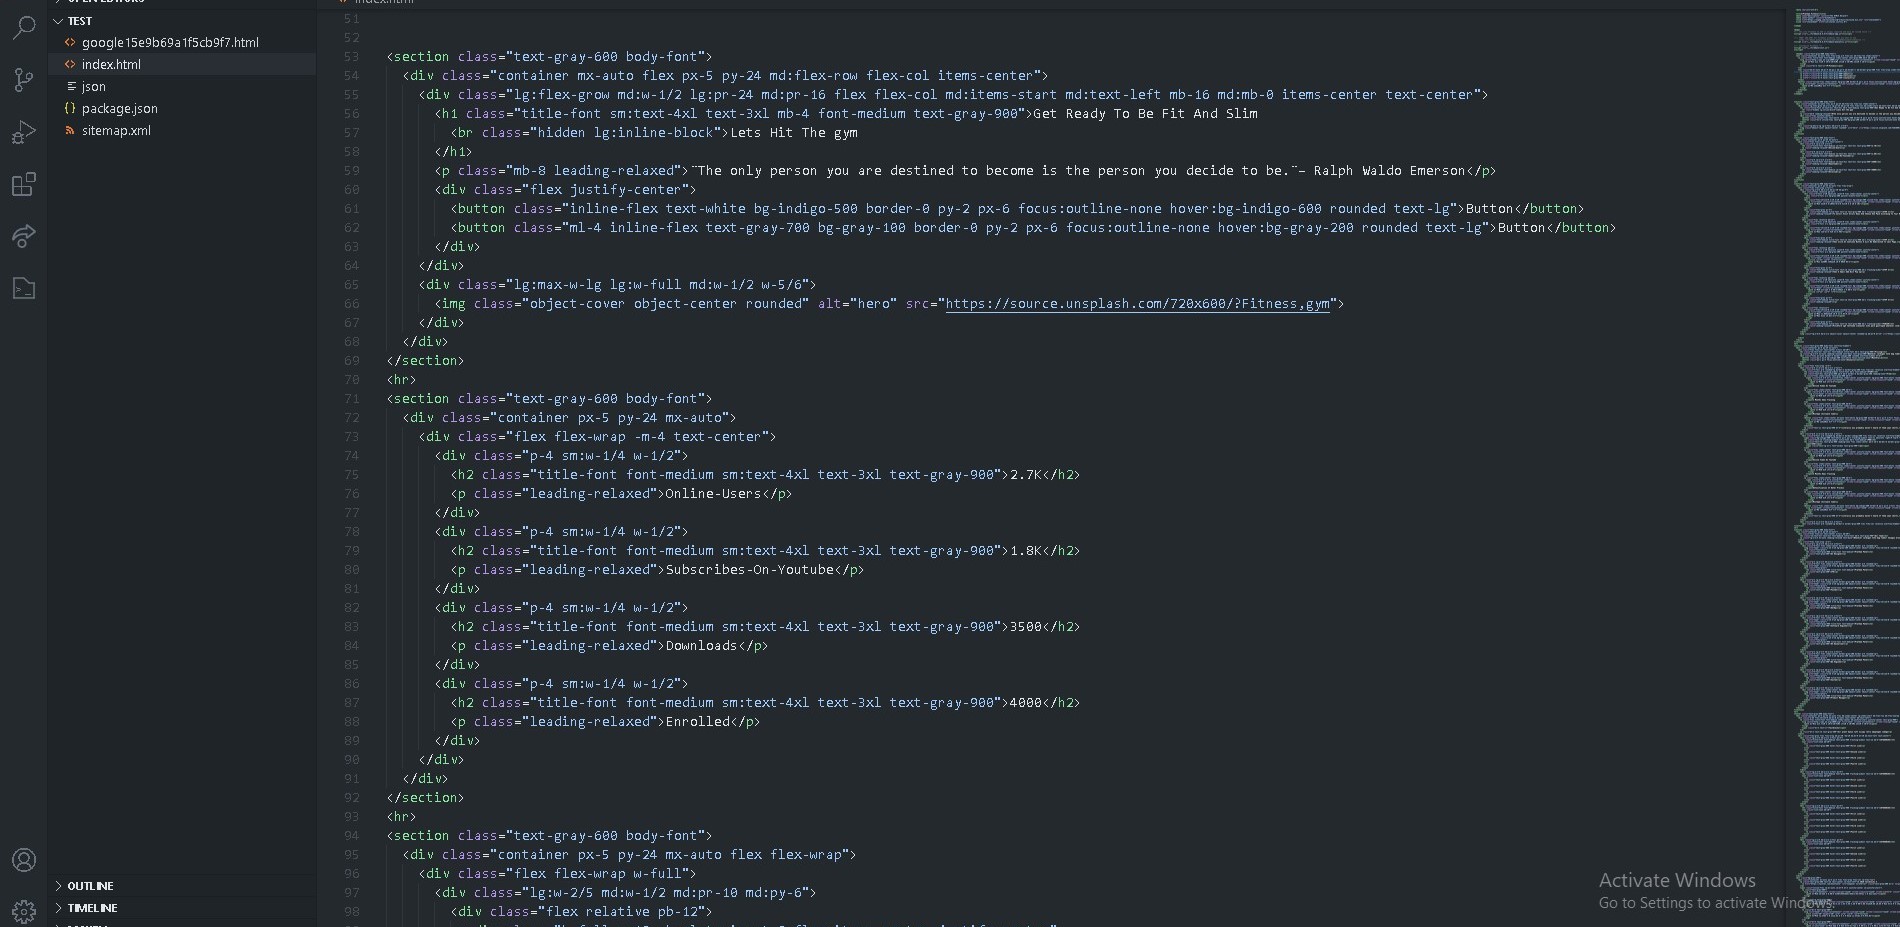 OPEN EDITORS
TEST
google15e9b69a1f5cb9f7.html
index.html
json
package.json
sitemap.xml
OUTLINE
TIMELINE
index.html
51
52
53 <section class="text-gray-600 body-font">
54 <div class="container mx-auto flex px-5 py-24 md:flex-row flex-col items-center">
55 <div class="lg:flex-grow md:w-1/2 lg:pr-24 md:pr-16 flex flex-col md:items-start md:text-left mb-16 md:mb-0 items-center text-center">
56 <h1 class="title-font sm:text-4xl text-3xl mb-4 font-medium text-gray-900">Get Ready To Be Fit And Slim
57 <br class="hidden lg:inline-block">Lets Hit The gym
58 </h1>
59 <p class="mb-8 leading-relaxed">¨The only person you are destined to become is the person you decide to be.¨– Ralph Waldo Emerson</p>
60 <div class="flex justify-center">
61 <button class="inline-flex text-white bg-indigo-500 border-0 py-2 px-6 focus:outline-none hover:bg-indigo-600 rounded text-lg">Button</button>
62 <button class="ml-4 inline-flex text-gray-700 bg-gray-100 border-0 py-2 px-6 focus:outline-none hover:bg-gray-200 rounded text-lg">Button</button>
63 </div>
64 </div>
65 <div class="lg:max-w-lg lg:w-full md:w-1/2 w-5/6">
66 <img class="object-cover object-center rounded" alt="hero" src="https://source.unsplash.com/720x600/?Fitness,gym">
67 </div>
68 </div>
69 </section>
70 <hr>
71 <section class="text-gray-600 body-font">
72 <div class="container px-5 py-24 mx-auto">
73 <div class="flex flex-wrap -m-4 text-center">
74 <div class="p-4 sm:w-1/4 w-1/2">
75 <h2 class="title-font font-medium sm:text-4xl text-3xl text-gray-900">2.7K</h2>
76 <p class="leading-relaxed">Online-Users</p>
77 </div>
78 <div class="p-4 sm:w-1/4 w-1/2">
79 <h2 class="title-font font-medium sm:text-4xl text-3xl text-gray-900">1.8K</h2>
80 <p class="leading-relaxed">Subscribes-On-Youtube</p>
81 </div>
82 <div class="p-4 sm:w-1/4 w-1/2">
83 <h2 class="title-font font-medium sm:text-4xl text-3xl text-gray-900">3500</h2>
84 <p class="leading-relaxed">Downloads</p>
85 </div>
86 <div class="p-4 sm:w-1/4 w-1/2">
87 <h2 class="title-font font-medium sm:text-4xl text-3xl text-gray-900">4000</h2>
88 <p class="leading-relaxed">Enrolled</p>
89 </div>
90 </div>
91 </div>
92 </section>
93 <hr>
94 <section class="text-gray-600 body-font">
95 <div class="container px-5 py-24 mx-auto flex flex-wrap">
96 <div class="flex flex-wrap w-full">
97 <div class="lg:w-2/5 md:w-1/2 md:pr-10 md:py-6">
98 <div class="flex relative pb-12">
Activate Windows
Go to Settings to activate Windows.